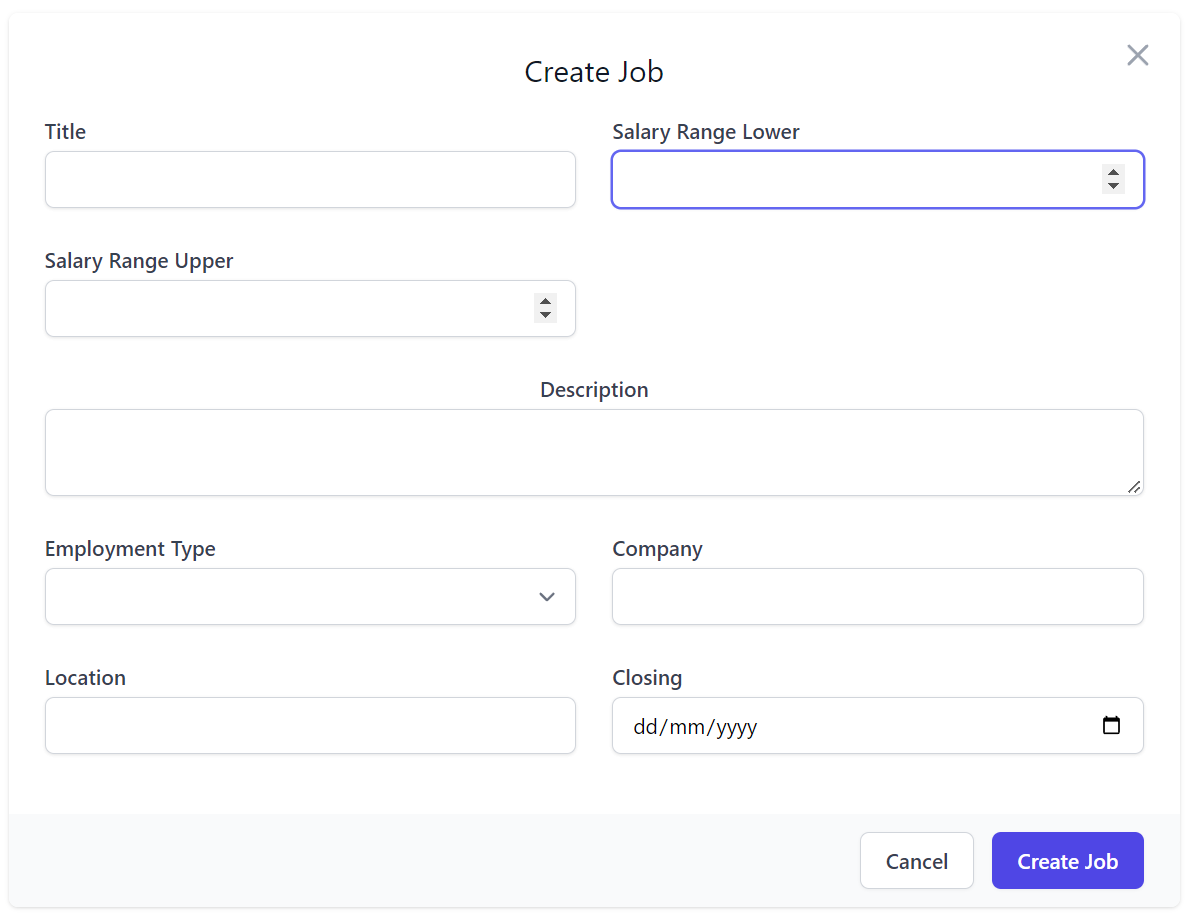 Create Job
Title
Salary Range Lower
Salary Range Upper
Description
Employment Type
Company
Location
Closing
dd/mm/yyyy
Cancel
Create Job